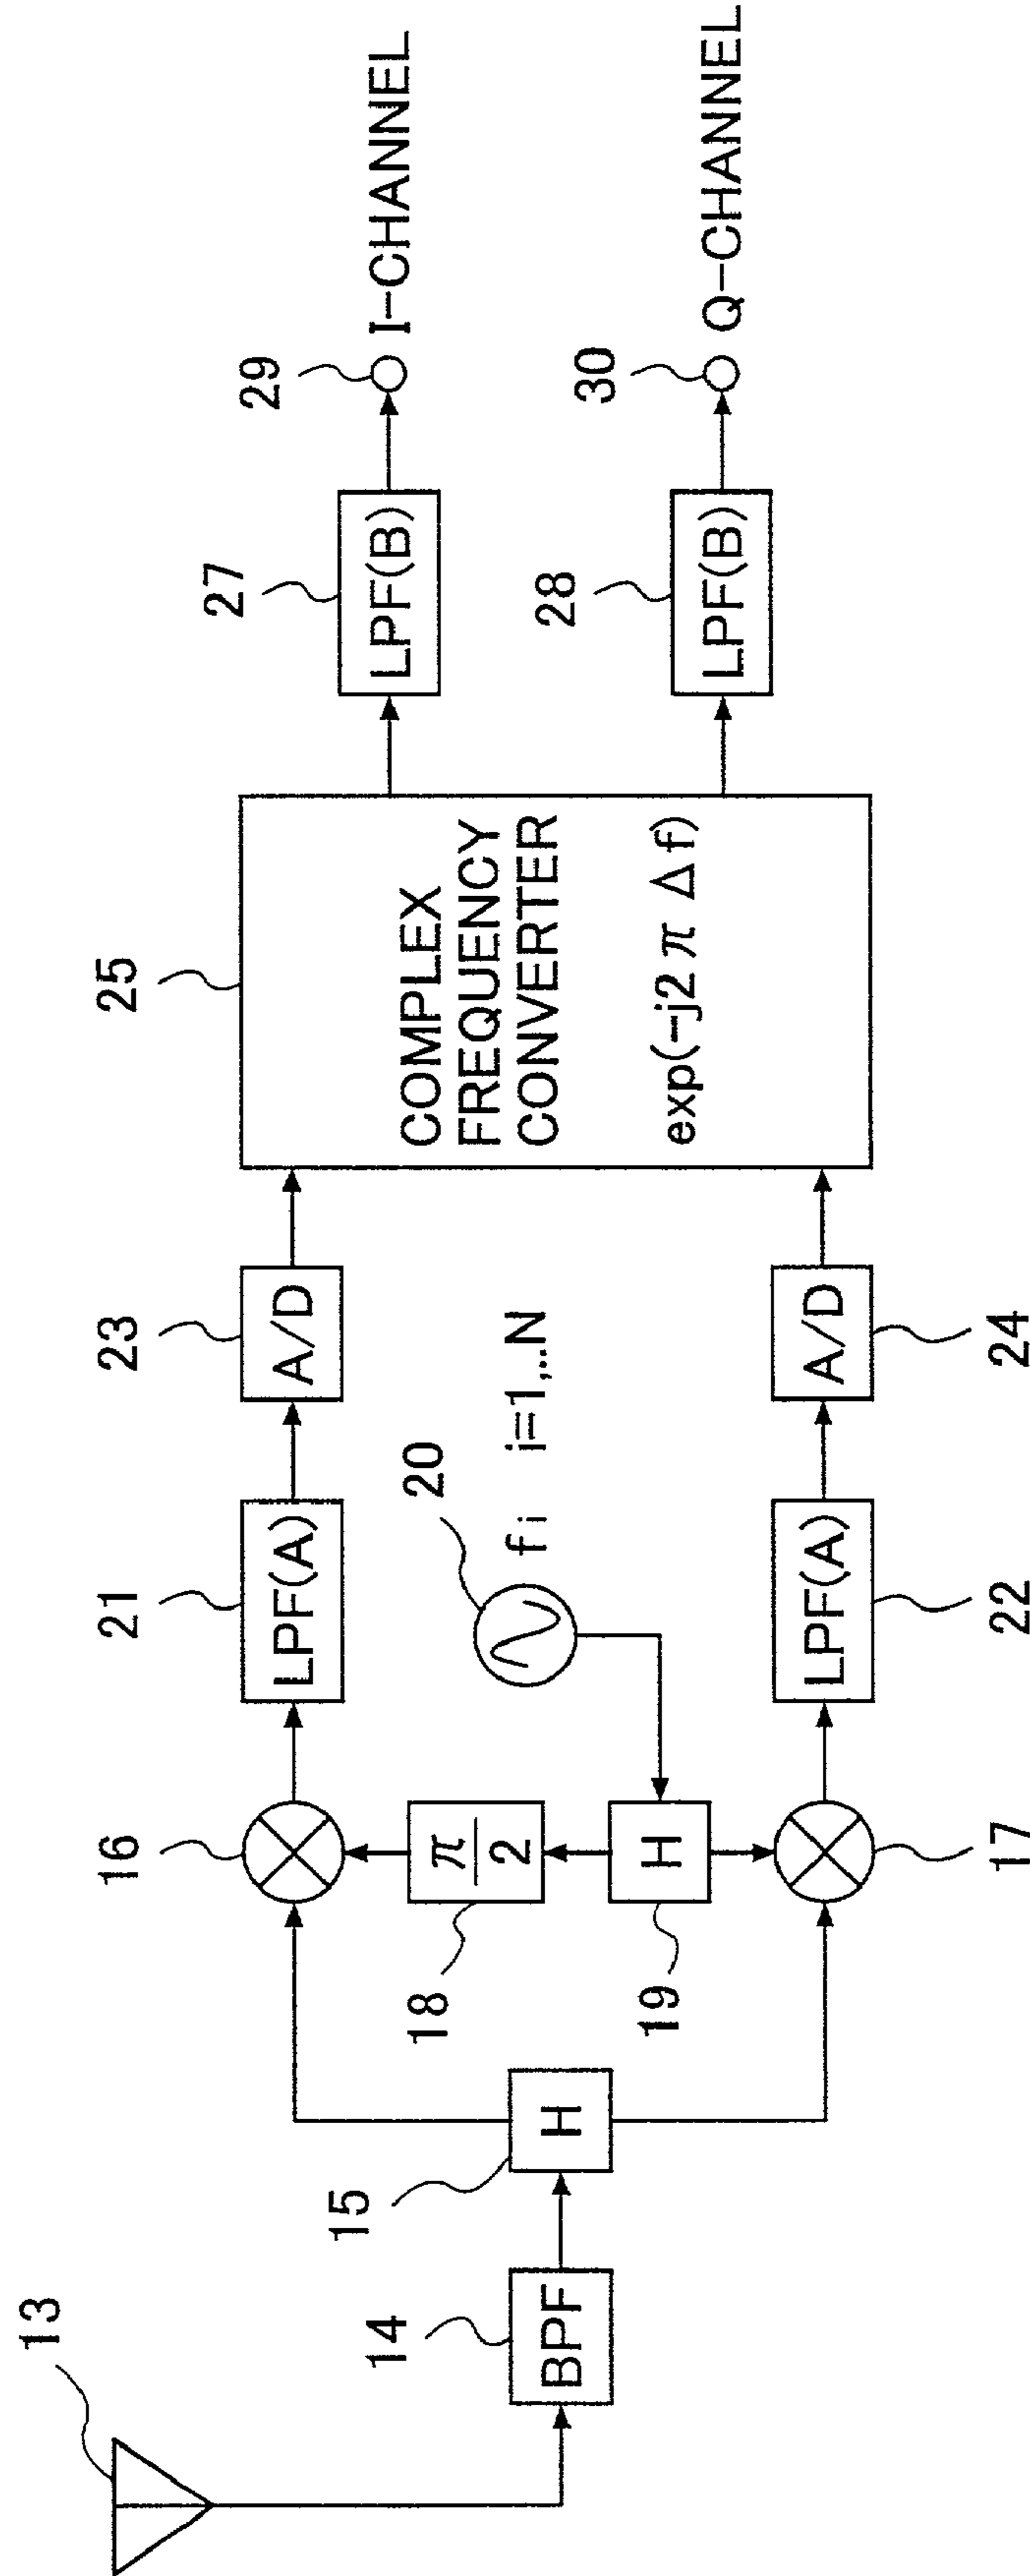 13
14
BPF
15
H
16
17
18
π/2
19
H
20
f i i=1,..N
21
LPF(A)
22
LPF(A)
23
A/D
24
A/D
25
COMPLEX
FREQUENCY
CONVERTER
exp(-j2π Δf)
27
LPF(B)
28
LPF(B)
29
I-CHANNEL
30
Q-CHANNEL